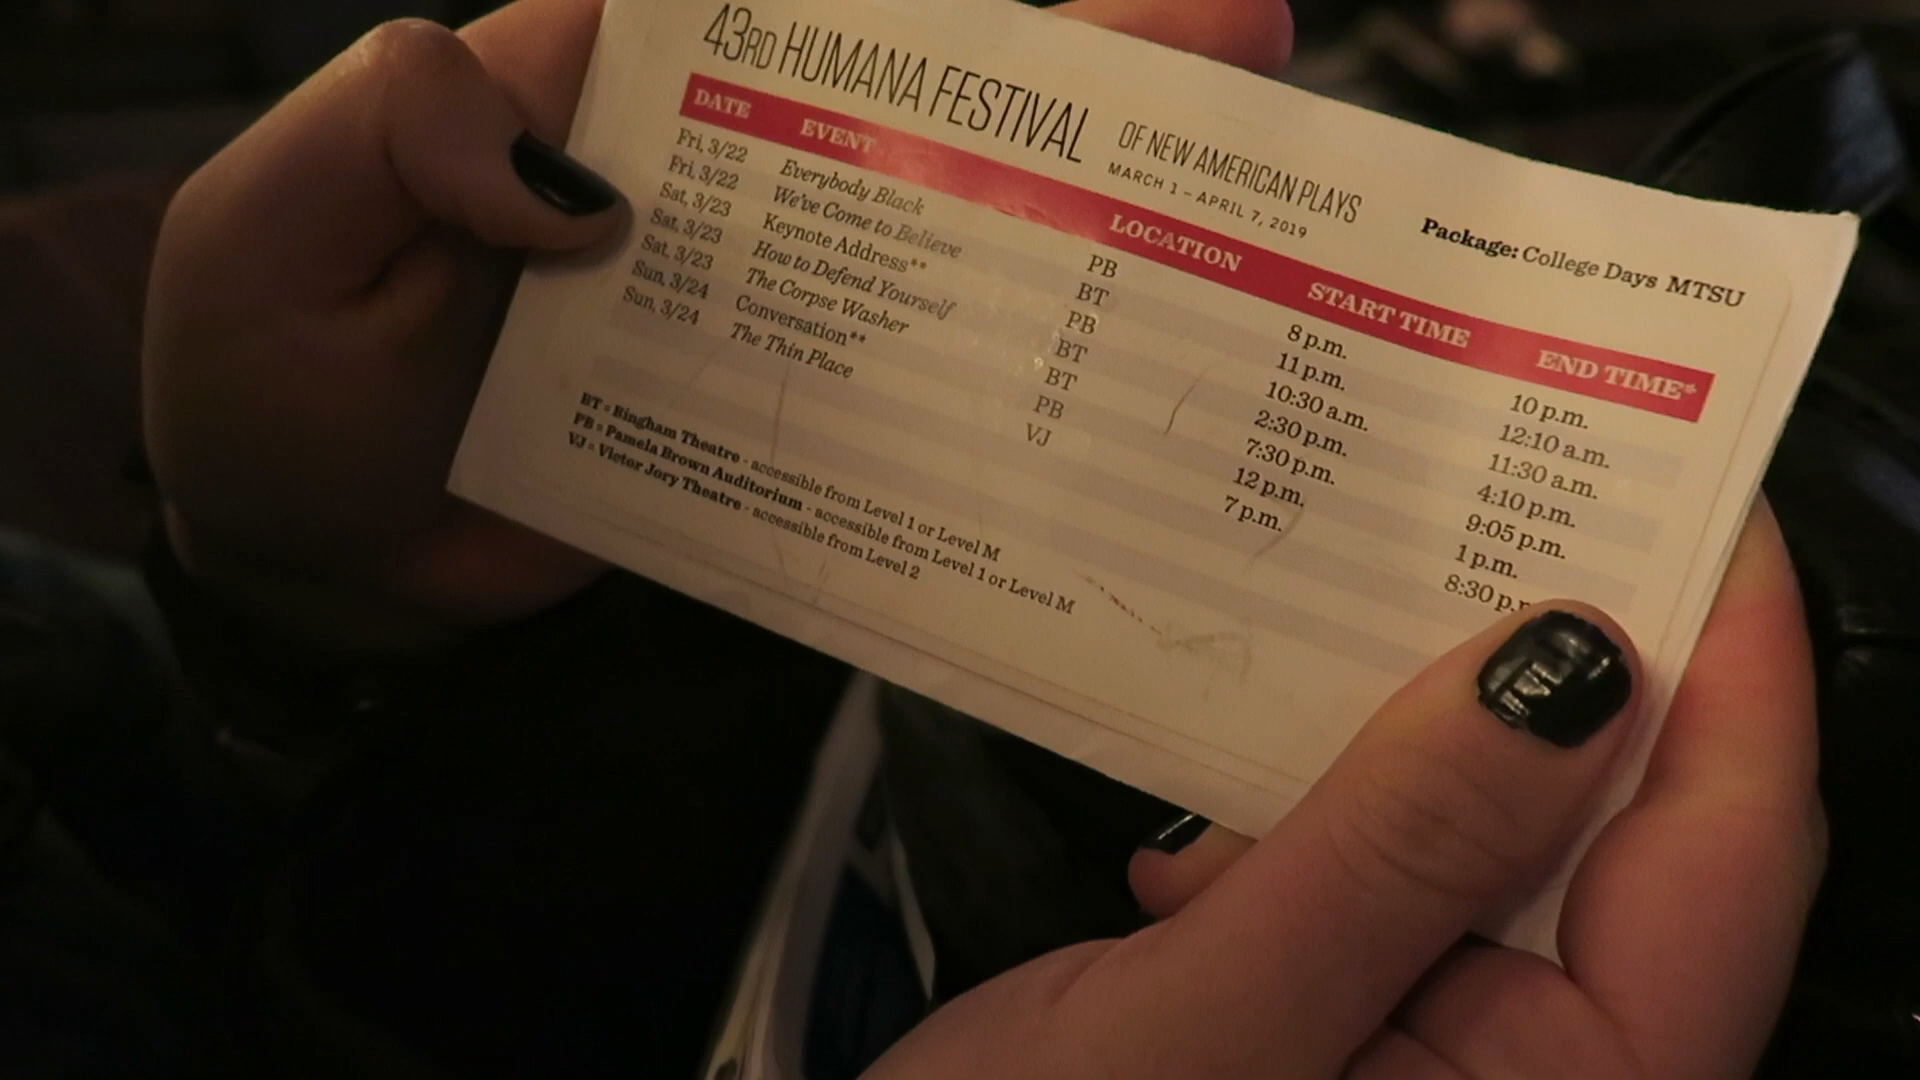 43RD HUMANA FESTIVAL OF NEW AMERICAN PLAYS
MARCH 1 – APRIL 7, 2019
Package: College Days MTSU
DATE EVENT LOCATION START TIME END TIME*
Fri, 3/22 Everybody Black PB 8 p.m. 10 p.m.
Fri, 3/22 We've Come to Believe BT 11 p.m. 12:10 a.m.
Sat, 3/23 Keynote Address** PB 10:30 a.m. 11:30 a.m.
Sat, 3/23 How to Defend Yourself BT 2:30 p.m. 4:10 p.m.
Sat, 3/23 The Corpse Washer BT 7:30 p.m. 9:05 p.m.
Sun, 3/24 Conversation** PB 12 p.m. 1 p.m.
Sun, 3/24 The Thin Place VJ 7 p.m. 8:30 p.
BT = Bingham Theatre - accessible from Level 1 or Level M
PB = Pamela Brown Auditorium - accessible from Level 1 or Level M
VJ = Victor Jory Theatre - accessible from Level 2